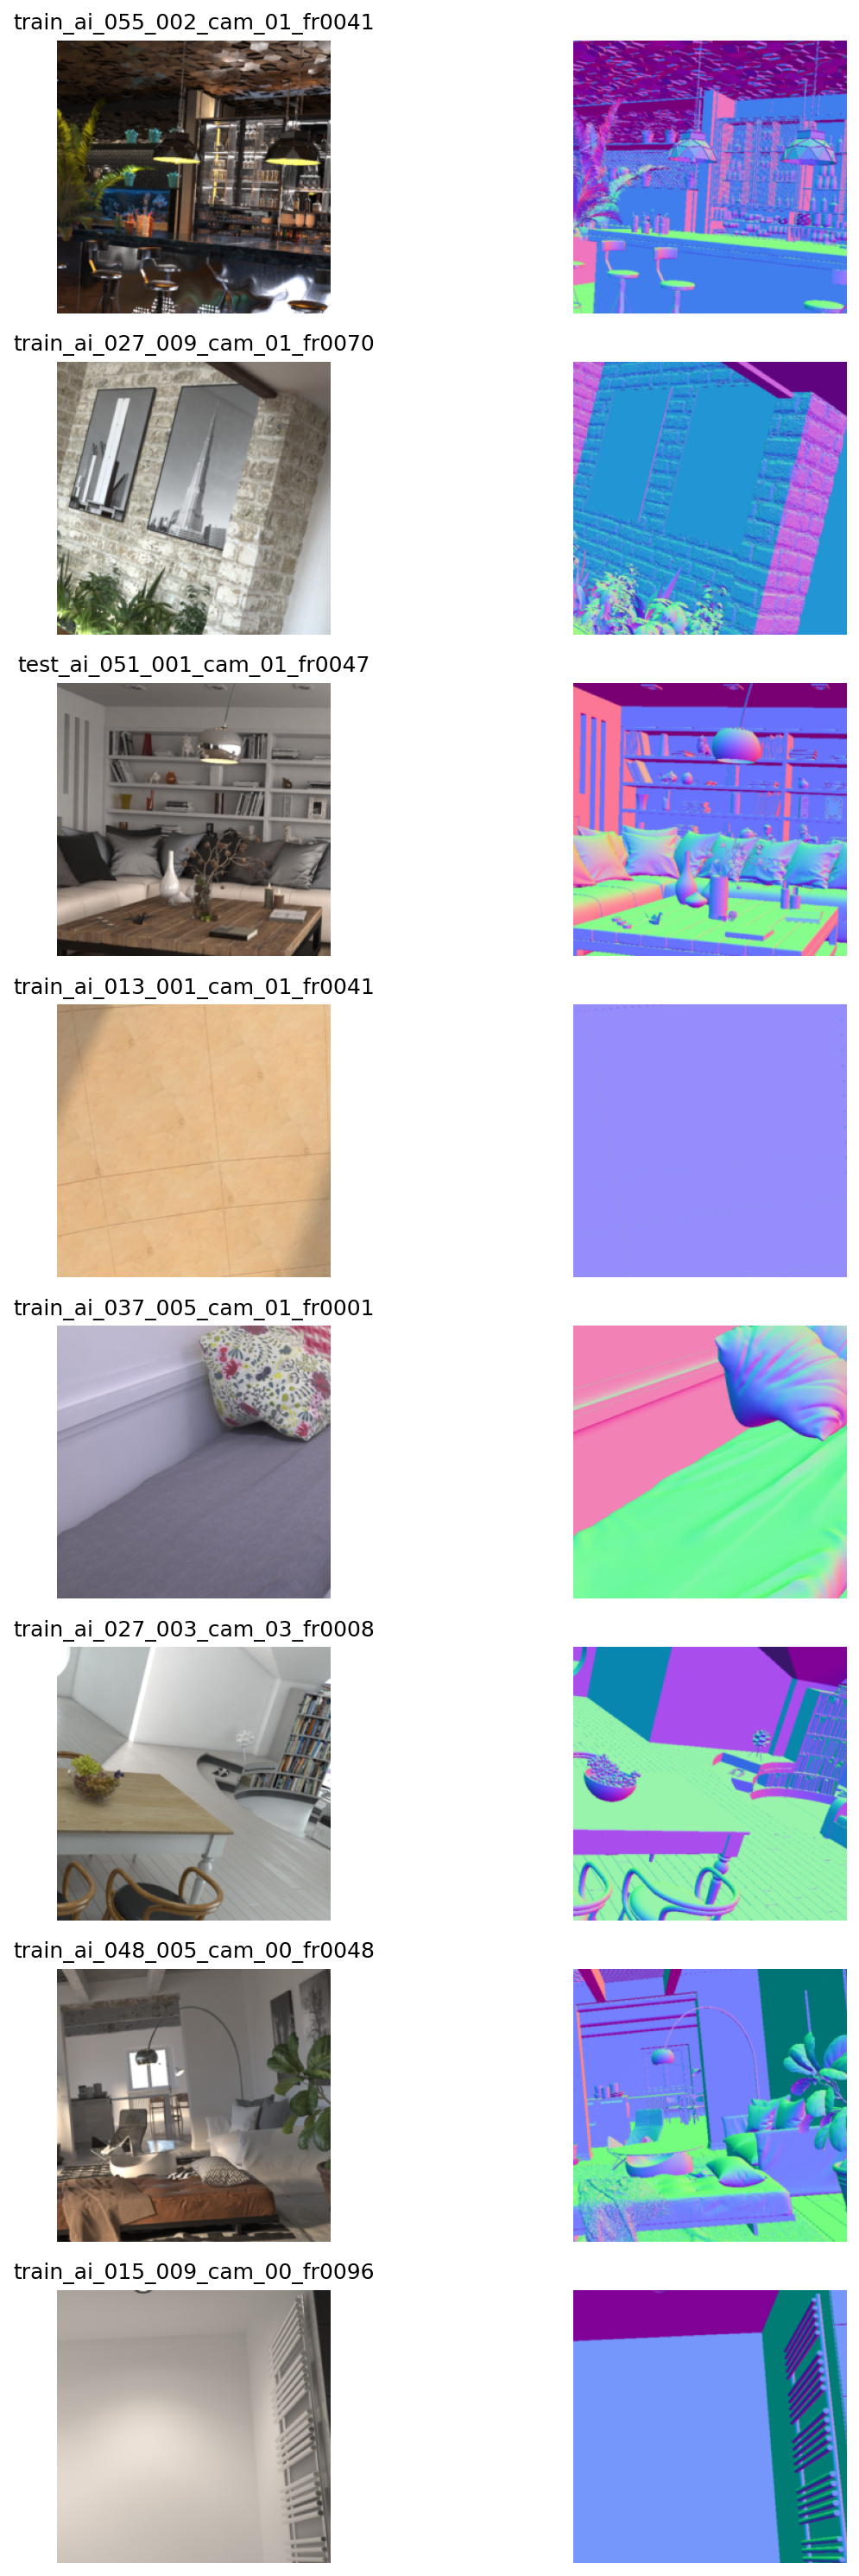 train_ai_055_002_cam_01_fr0041
train_ai_027_009_cam_01_fr0070
test_ai_051_001_cam_01_fr0047
train_ai_013_001_cam_01_fr0041
train_ai_037_005_cam_01_fr0001
train_ai_027_003_cam_03_fr0008
train_ai_048_005_cam_00_fr0048
train_ai_015_009_cam_00_fr0096